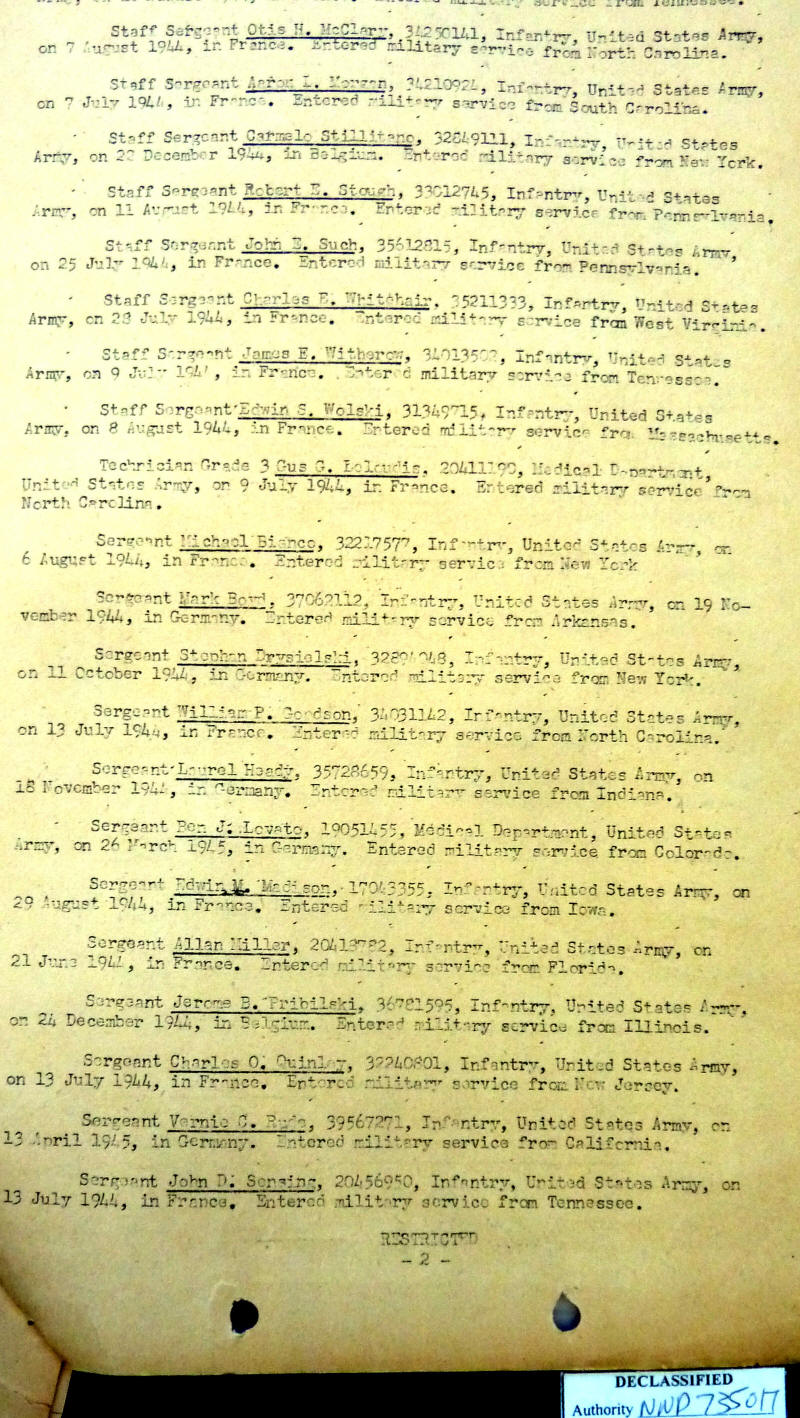 military service from Tennessee.
Staff Sergeant Otis H. McClary, 34250141, Infantry, United States Army,
on 7 August 1944, in France. Entered military service from North Carolina.
Staff Sergeant L. 34210924, Infantry, United States Army,
on 7 July 1944, in France. Entered military service from South Carolina.
Staff Sergeant Carmelo Stillitano, 32849111, Infantry, United States
Army, on December 1944, in Belgium. Entered military service from New York.
Staff Sergeant Robert E. Stough, 33012745, Infantry, United States
Army, on 11 August 1944, in France. Entered military service from Pennsylvania.
Staff Sergeant John E. Such, 35612815, Infantry, United States Army,
on 25 July 1944, in France. Entered military service from Pennsylvania.
Staff Sergeant Charles E. Whitehair, 35211333, Infantry, United States
Army, on July 1944, in France. Entered military service from West Virginia.
Staff Sergeant James E. Witherow, Infantry, United States
Army, on 9 July 194 , in France. Entered military service from Tennessee.
Staff Sergeant Edwin S. Wolski, 31349715, Infantry, United States
Army, on 8 August 1944, in France. Entered military service from Massachusetts.
Technician Grade 3 Gus G. Medical Department,
United States Army, on 9 July 1944, in France. Entered military service from
North Carolina.
Sergeant Michael Bianco, 32217577, Infantry, United States Army, on
6 August 1944, in France. Entered military service from New York
Sergeant Mark 37062112, Infantry, United States Army, on 19 No-
vember 1944, in Germany. Entered military service from Arkansas.
Sergeant Stephen Drysielski, Infantry, United States Army,
on 11 October 1944, in Germany. Entered military service from New York.
Sergeant William P. 34031142, Infantry, United States Army,
on 13 July 1944, in France. Entered military service from North Carolina.
Sergeant Laurel Heady, 35728659, Infantry, United States Army, on
18 November 1944, in Germany. Entered military service from Indiana.
Sergeant Ben J. Lovato, 19051455, Medical Department, United States
Army, on 26 March 1945, in Germany. Entered military service from Colorado.
Sergeant Edwin M. Madison, 17043355, Infantry, United States Army, on
29 August 1944, in France. Entered military service from Iowa.
Sergeant Allan Miller, Infantry, United States Army, on
21 June 1944, in France. Entered military service from Florida.
Sergeant Jerome B. Pribilski, 36781595, Infantry, United States Army,
on 24 December 1944, in Belgium. Entered military service from Illinois.
Sergeant Charles O. Quinley, Infantry, United States Army,
on 13 July 1944, in France. Entered military service from New Jersey.
Sergeant Vernie C. 39567271, Infantry, United States Army, on
13 April 1945, in Germany. Entered military service from California.
Sergeant John D. Sensing, 20456950, Infantry, United States Army, on
13 July 1944, in France. Entered military service from Tennessee.
RESTRICTED
- 2 -
DECLASSIFIED
Authority NND 735017